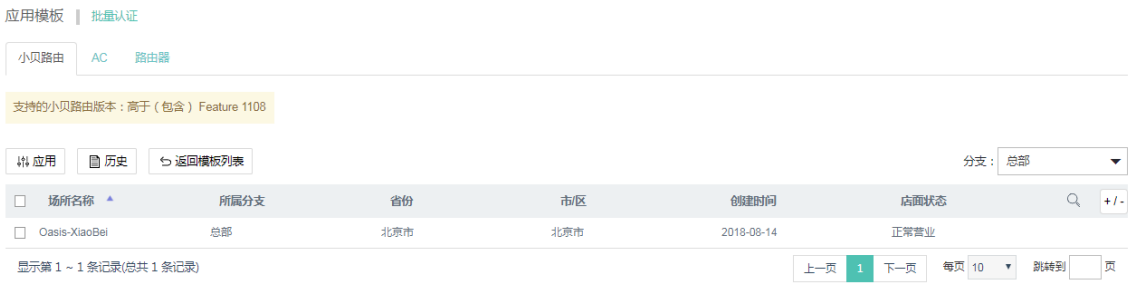 应用模板 | 批量认证
小贝路由 AC 路由器
支持的小贝路由版本：高于（包含） Feature 1108
应用 历史 返回模板列表 分支： 总部
场所名称 所属分支 省份 市/区 创建时间 店面状态 + / -
Oasis-XiaoBei 总部 北京市 北京市 2018-08-14 正常营业
显示第 1 ~ 1 条记录(总共 1 条记录) 上一页 1 下一页 每页 10 跳转到 页